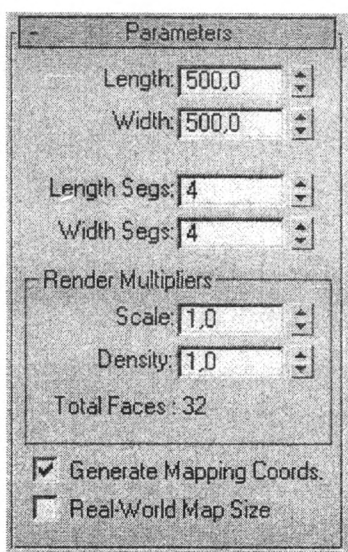 - Parameters
Length: 500,0
Width: 500,0
Length Segs: 4
Width Segs: 4
Render Multipliers
Scale: 1,0
Density: 1,0
Total Faces : 32
Generate Mapping Coords.
Real-World Map Size